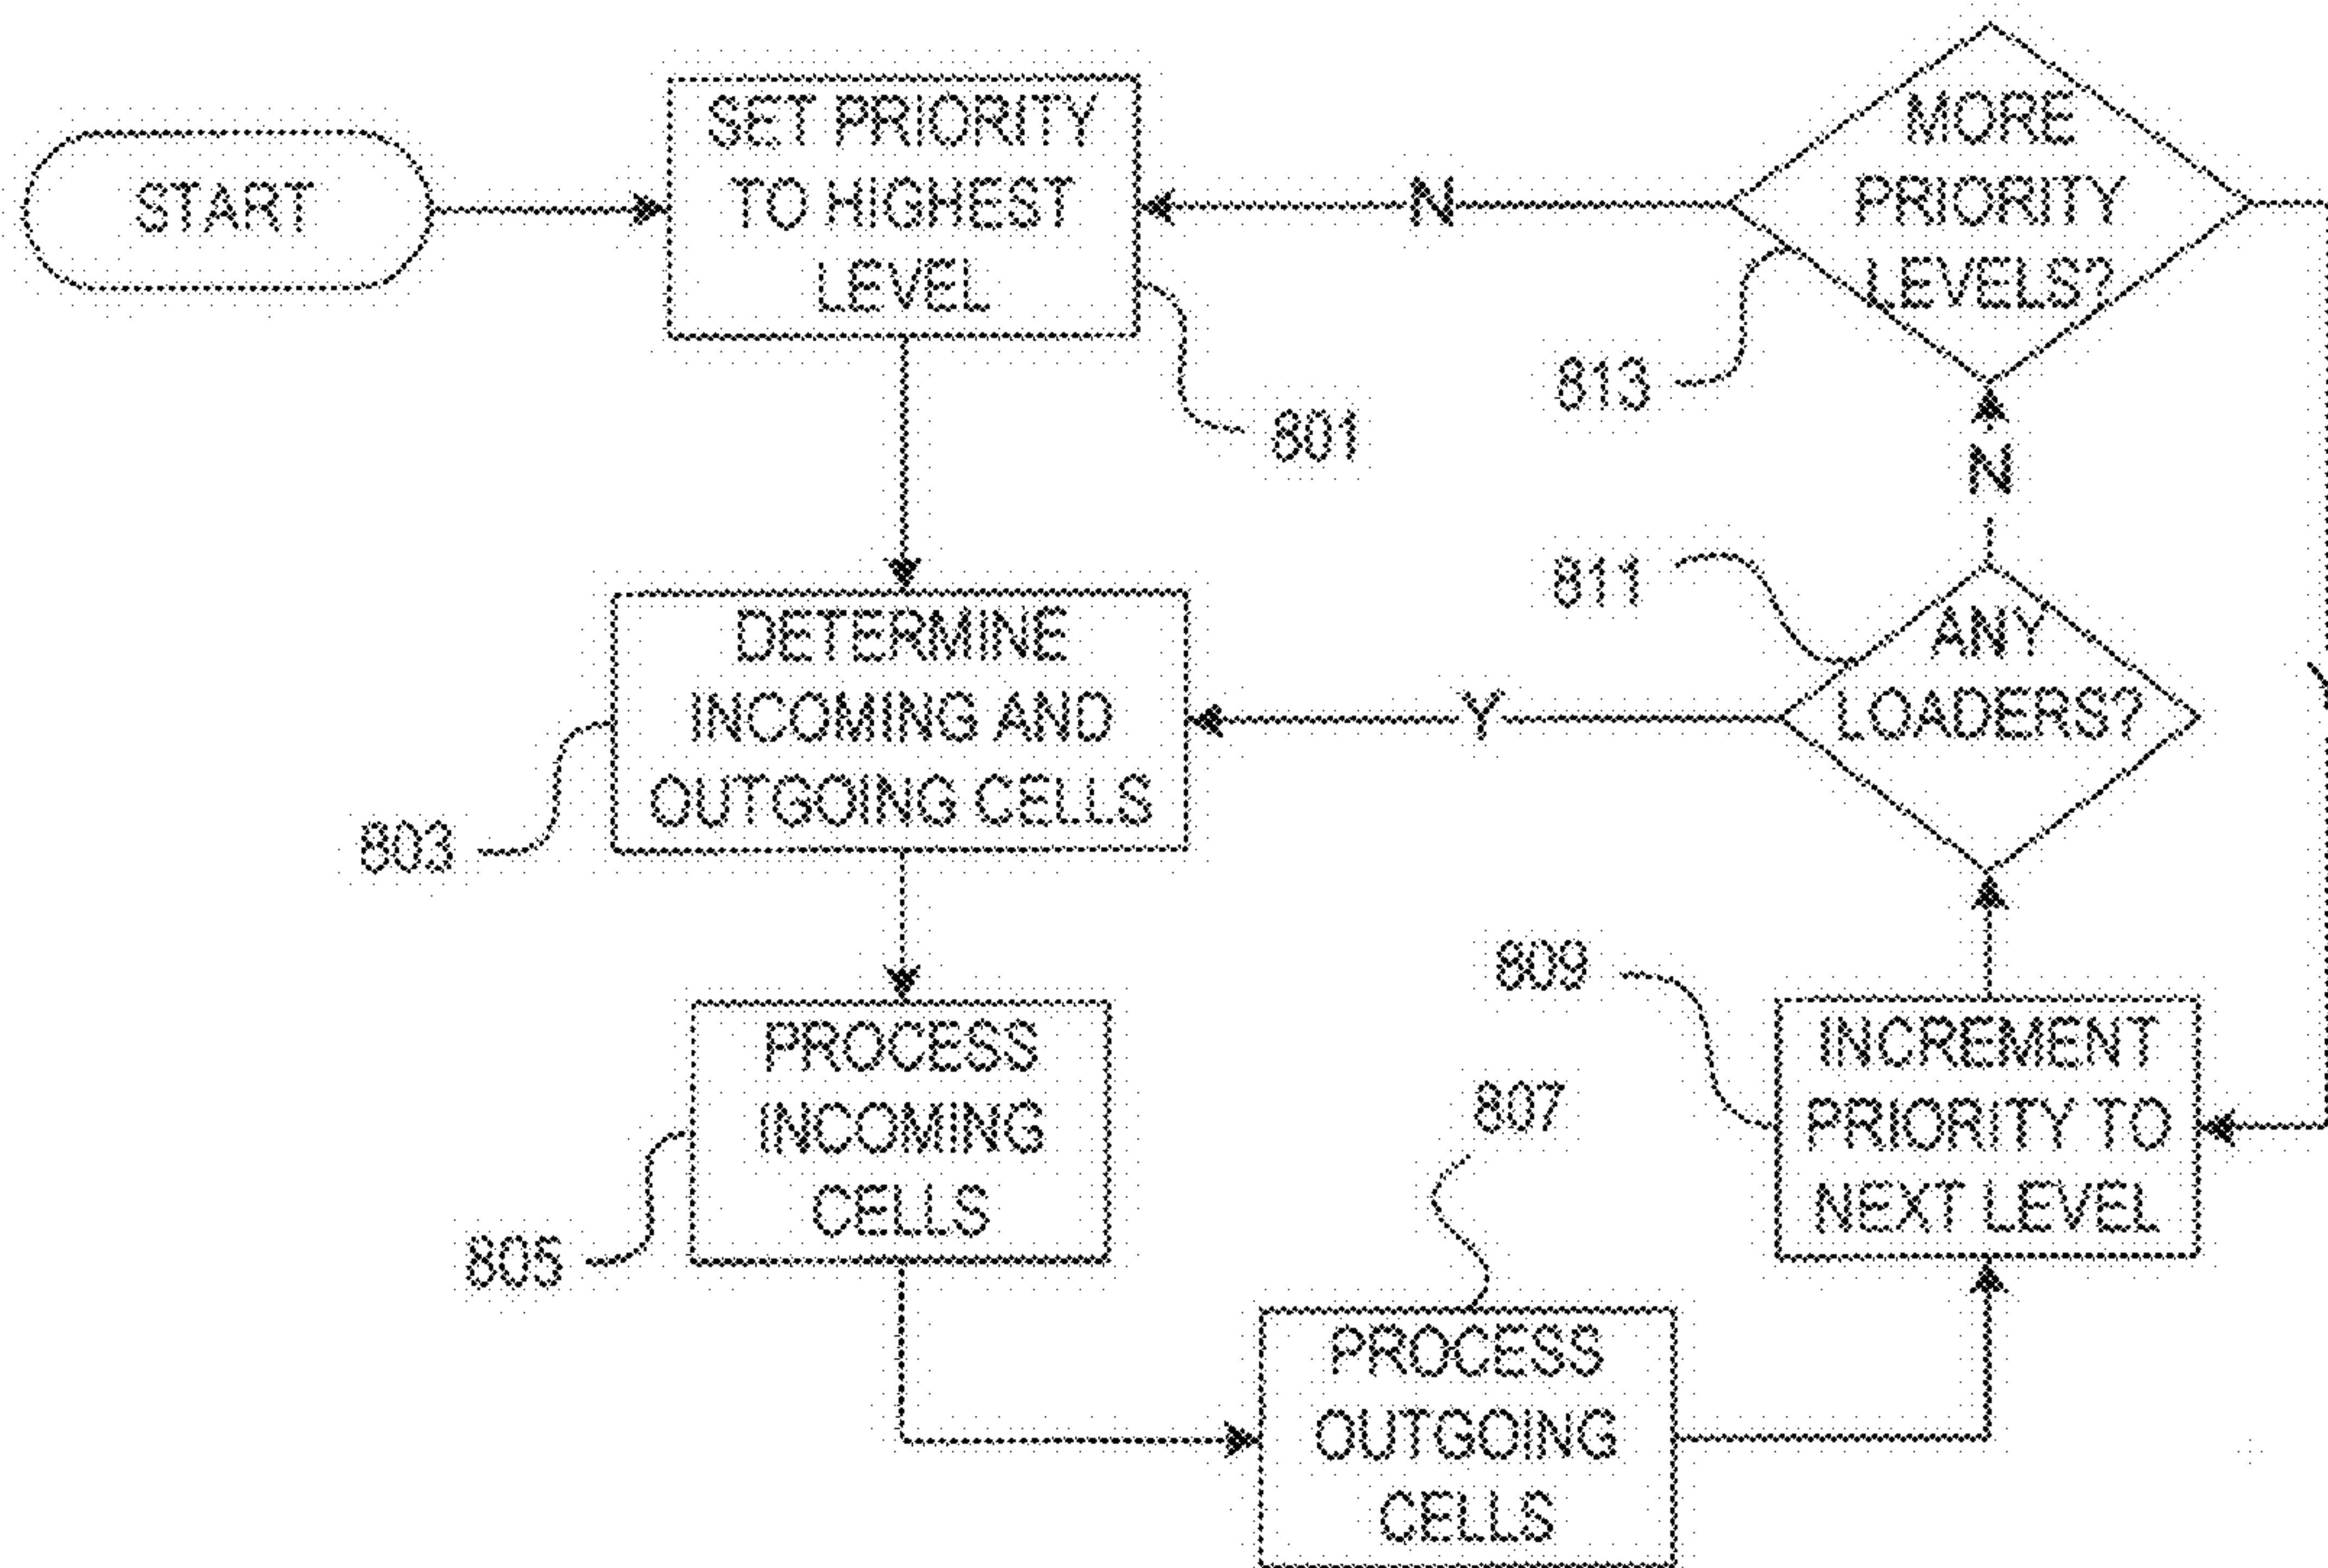 START
SET PRIORITY
TO HIGHEST
LEVEL
801
N
MORE
PRIORITY
LEVELS?
813
N
811
ANY
LOADERS?
Y
DETERMINE
INCOMING AND
OUTGOING CELLS
803
PROCESS
INCOMING
CELLS
805
807
PROCESS
OUTGOING
CELLS
809
INCREMENT
PRIORITY TO
NEXT LEVEL